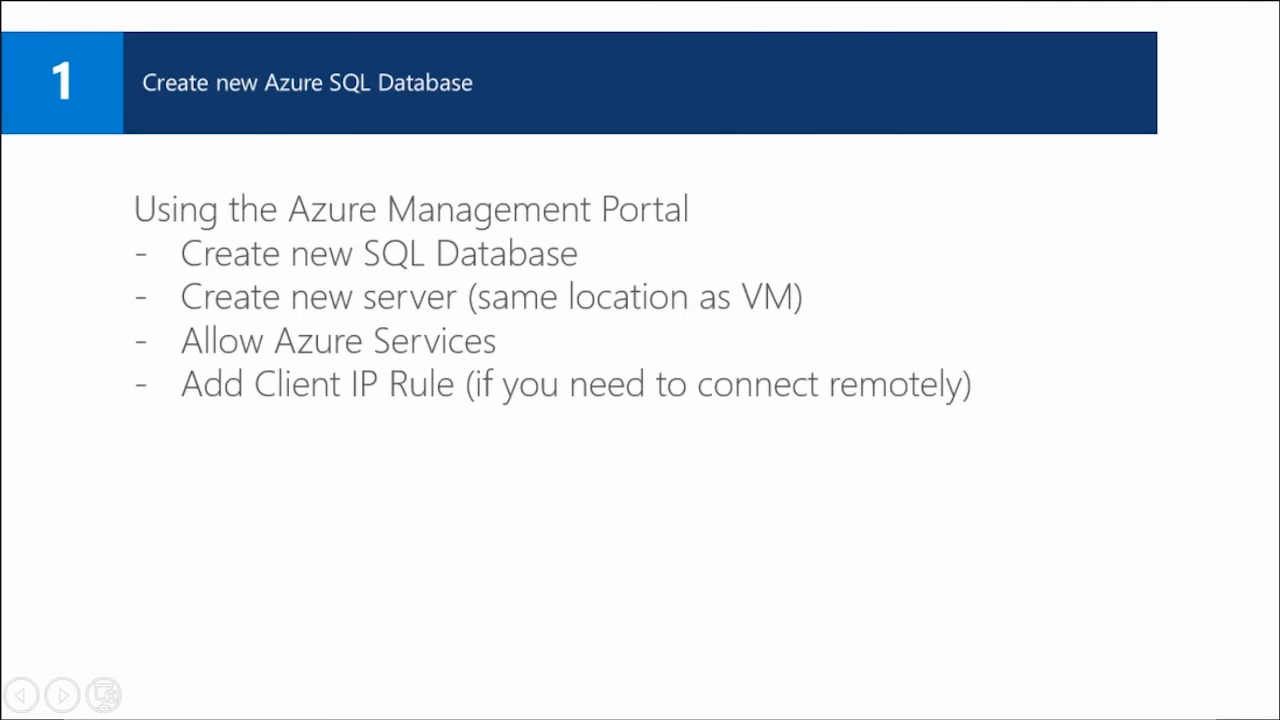 1
Create new Azure SQL Database
Using the Azure Management Portal
- Create new SQL Database
- Create new server (same location as VM)
- Allow Azure Services
- Add Client IP Rule (if you need to connect remotely)